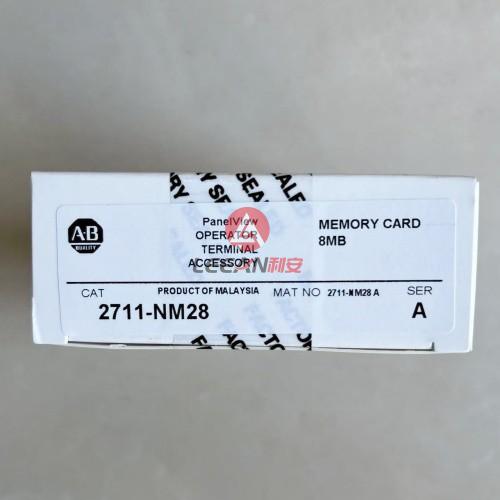 A-B
QUALITY
PanelView
OPERATOR
TERMINAL
ACCESSORY
MEMORY CARD
8MB
LEEAN利安
CAT
PRODUCT OF MALAYSIA
MAT NO 2711-NM28 A
SER
2711-NM28
A